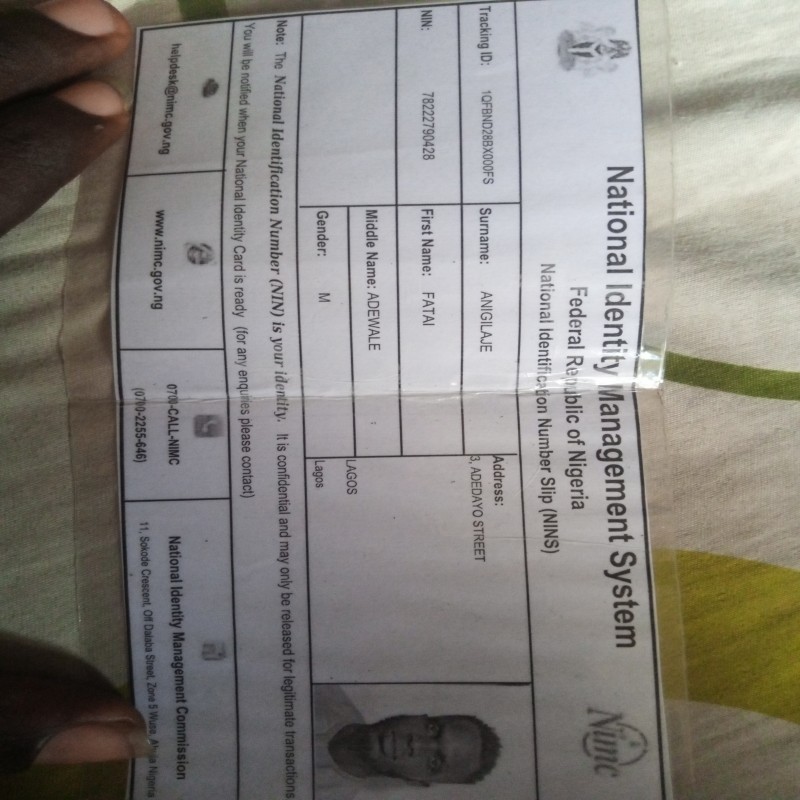 National Identity Management System
Federal Republic of Nigeria
National Identification Number Slip (NINS)
Nimc
Tracking ID: 1QFBND28BX000FS
Surname: ANIGILAJE
Address:
3, ADEDAYO STREET
NIN: 78222790428
First Name: FATAI
Middle Name: ADEWALE
LAGOS
Gender: M
Lagos
Note: The National Identification Number (NIN) is your identity. It is confidential and may only be released for legitimate transactions
You will be notified when your National Identity Card is ready (for any enquiries please contact)
helpdesk@nimc.gov.ng
www.nimc.gov.ng
0700-CALL-NIMC
(0700-2255-646)
National Identity Management Commission
11, Sokode Crescent, Off Dalaba Street, Zone 5 Wuse, Abuja Nigeria